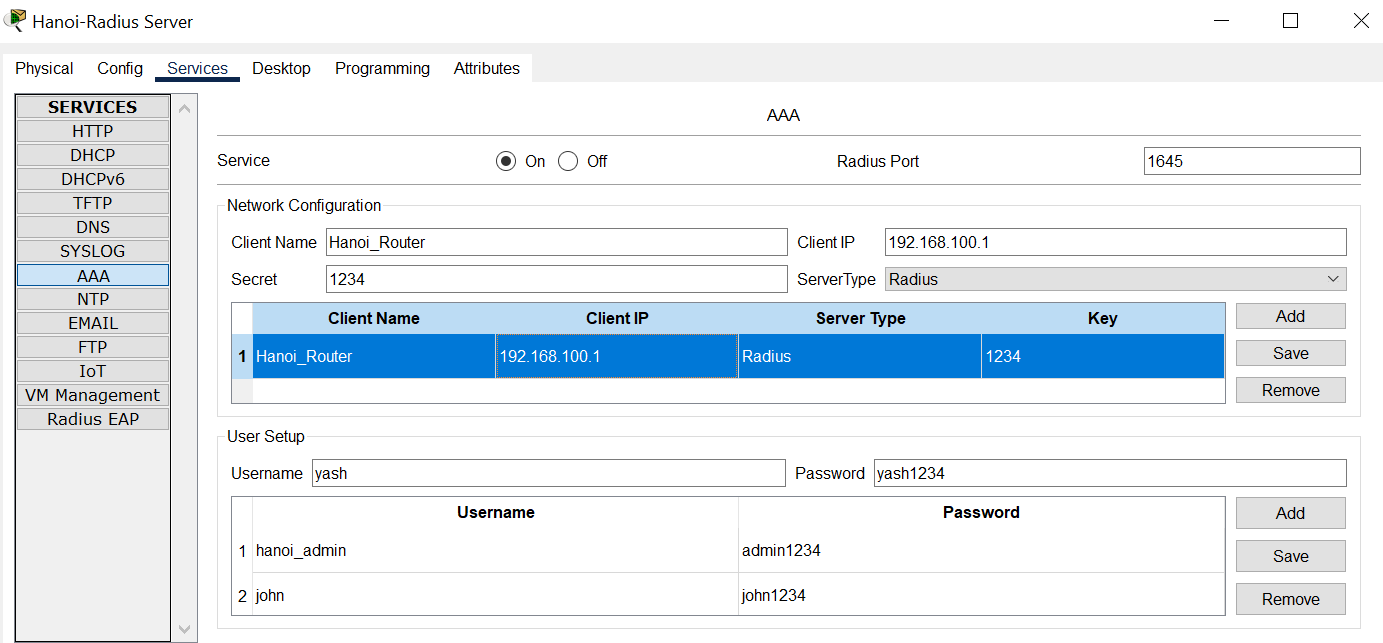 Hanoi-Radius Server
Physical Config Services Desktop Programming Attributes
SERVICES
HTTP
DHCP
DHCPv6
TFTP
DNS
SYSLOG
AAA
NTP
EMAIL
FTP
IoT
VM Management
Radius EAP
AAA
Service On Off Radius Port 1645
Network Configuration
Client Name Hanoi_Router Client IP 192.168.100.1
Secret 1234 ServerType Radius
Client Name Client IP Server Type Key
1 Hanoi_Router 192.168.100.1 Radius 1234
Add
Save
Remove
User Setup
Username yash Password yash1234
Username Password
1 hanoi_admin admin1234
2 john john1234
Add
Save
Remove